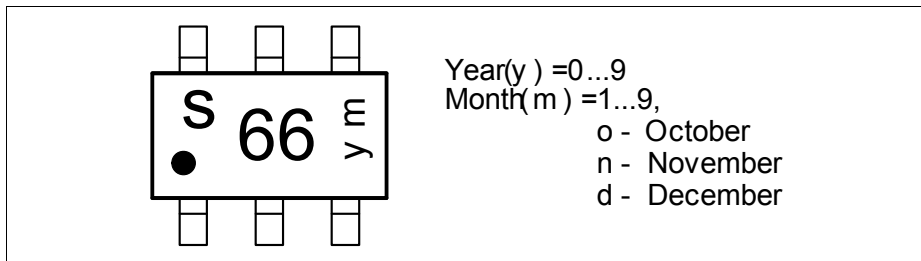 s
66
y m
Year(y ) =0...9
Month( m ) =1...9,
o - October
n - November
d - December